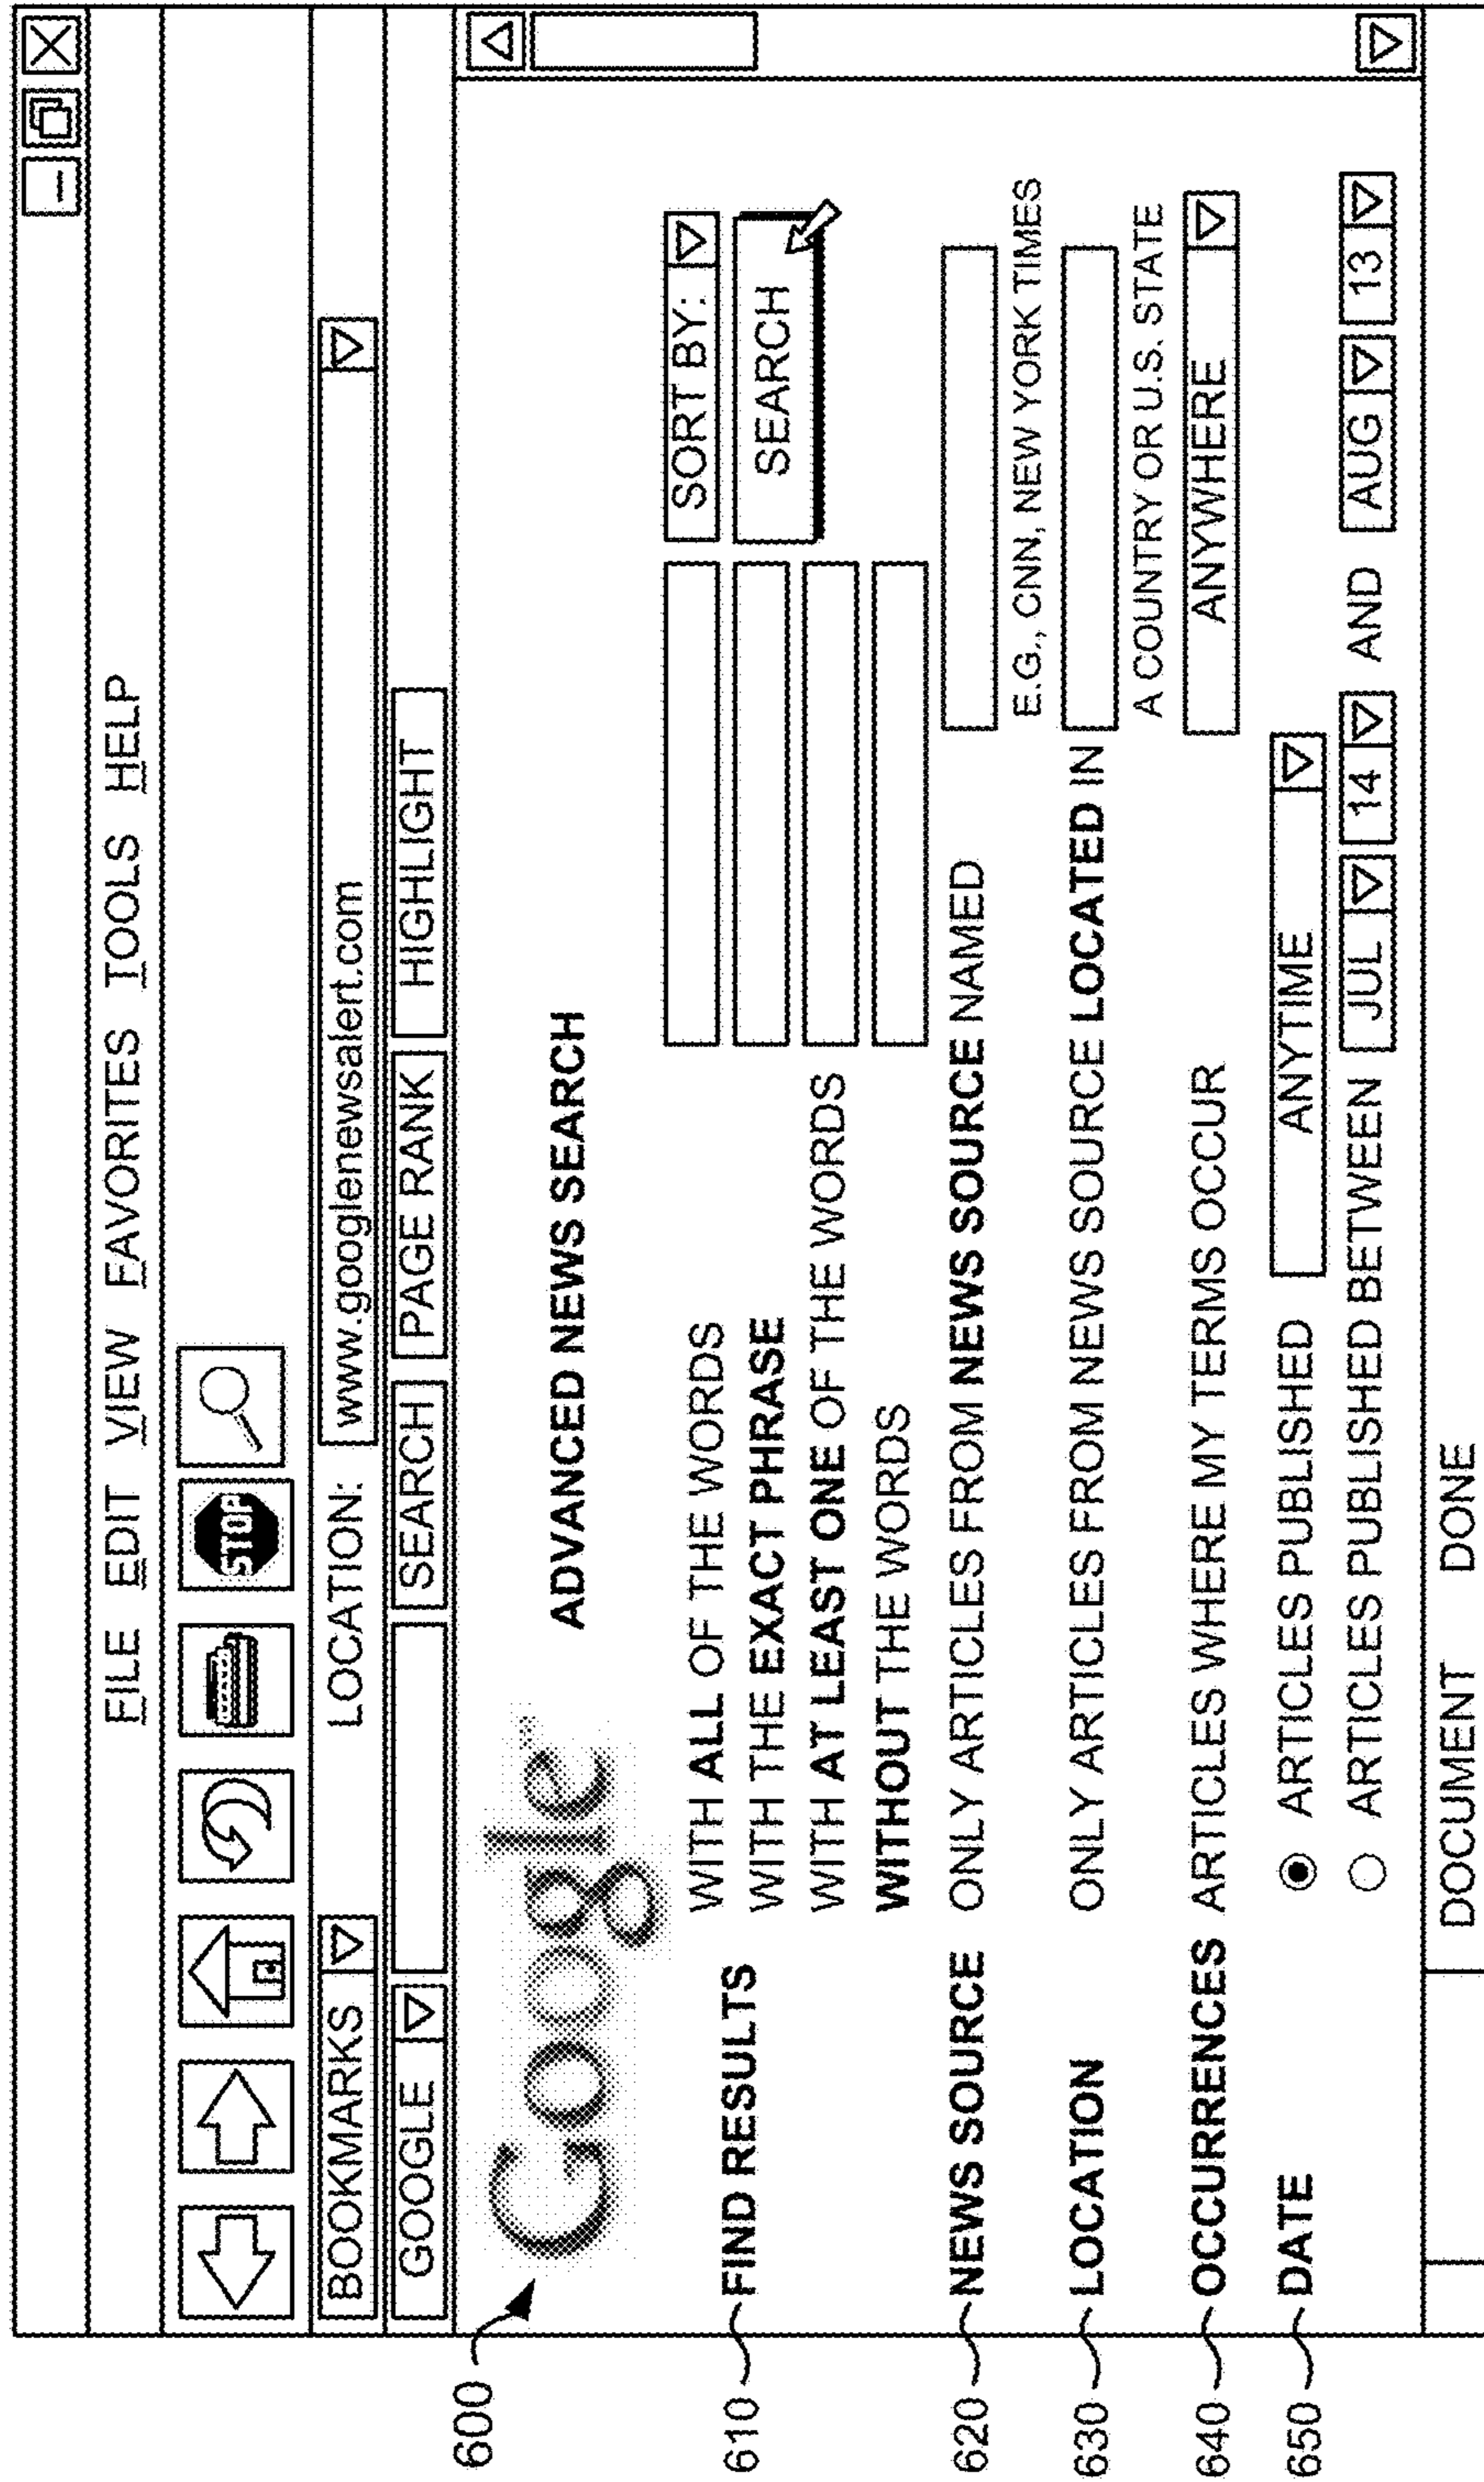 FILE EDIT VIEW FAVORITES TOOLS HELP
STOP
BOOKMARKS LOCATION: www.googlenewsalert.com
GOOGLE SEARCH PAGE RANK HIGHLIGHT
600
Google
ADVANCED NEWS SEARCH
610 FIND RESULTS WITH ALL OF THE WORDS SORT BY:
WITH THE EXACT PHRASE SEARCH
WITH AT LEAST ONE OF THE WORDS
WITHOUT THE WORDS
620 NEWS SOURCE ONLY ARTICLES FROM NEWS SOURCE NAMED
E.G., CNN, NEW YORK TIMES
630 LOCATION ONLY ARTICLES FROM NEWS SOURCE LOCATED IN
A COUNTRY OR U.S. STATE
640 OCCURRENCES ARTICLES WHERE MY TERMS OCCUR ANYWHERE
650 DATE ARTICLES PUBLISHED ANYTIME
ARTICLES PUBLISHED BETWEEN JUL 14 AND AUG 13
DOCUMENT DONE